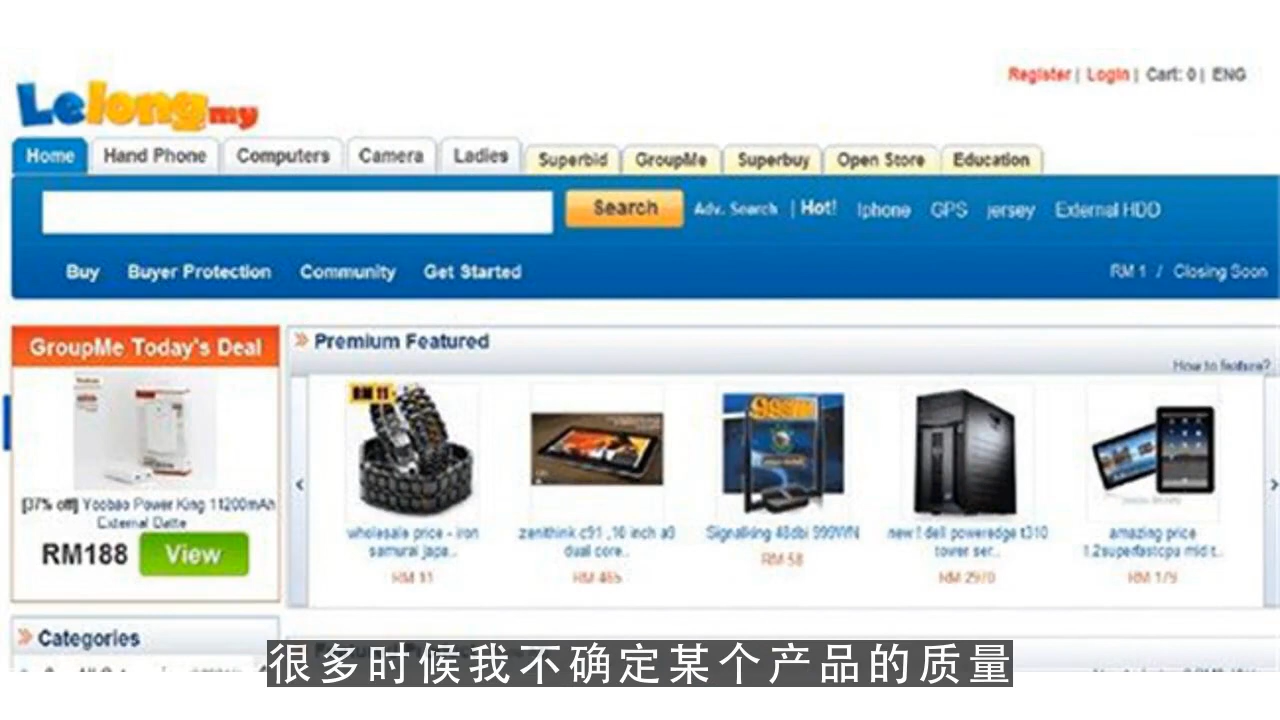 Register | Login | Cart: 0 | ENG
Lelong my
Home Hand Phone Computers Camera Ladies Superbid GroupMe Superbuy Open Store Education
Search Adv. Search | Hot! Iphone GPS jersey External HDD
Buy Buyer Protection Community Get Started RM 1 / Closing Soon
GroupMe Today's Deal
[37% off] Yoobao Power King 11200mAh
External Batte
RM188 View
Premium Featured
How to feature?
RM 11
wholesale price - iron
samurai japa..
RM 11
zenithink c91 ,10 inch a9
dual core..
RM 465
999WN
Signalking 48dbi 999WN
RM 58
new ! dell poweredge t310
tower ser..
RM 2970
amazing price
1.2superfastcpu mid t..
RM 179
Categories
很多时候我不确定某个产品的质量